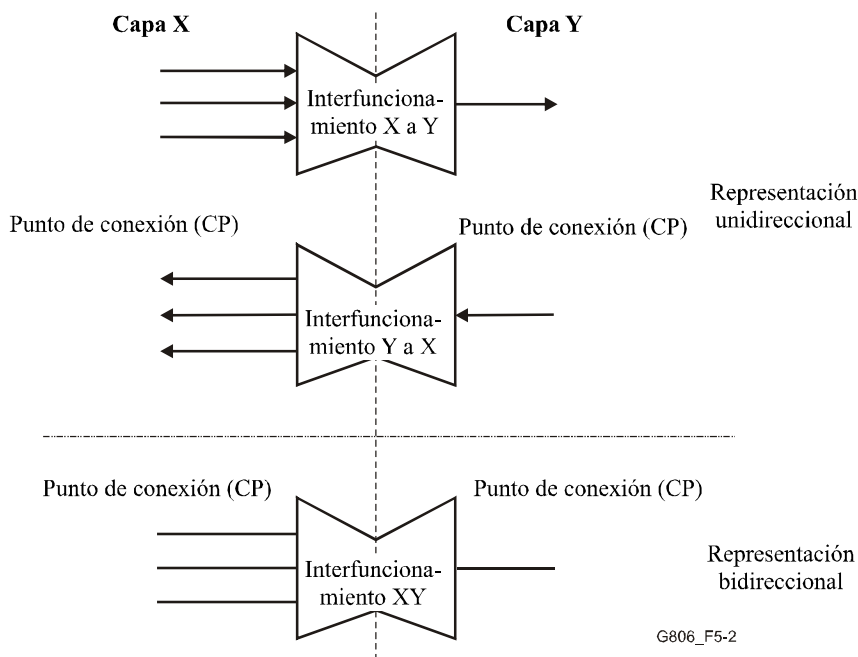 Capa X
Capa Y
Interfunciona-
miento X a Y
Representación
unidireccional
Punto de conexión (CP)
Punto de conexión (CP)
Interfunciona-
miento Y a X
Punto de conexión (CP)
Punto de conexión (CP)
Interfunciona-
miento XY
Representación
bidireccional
G806_F5-2